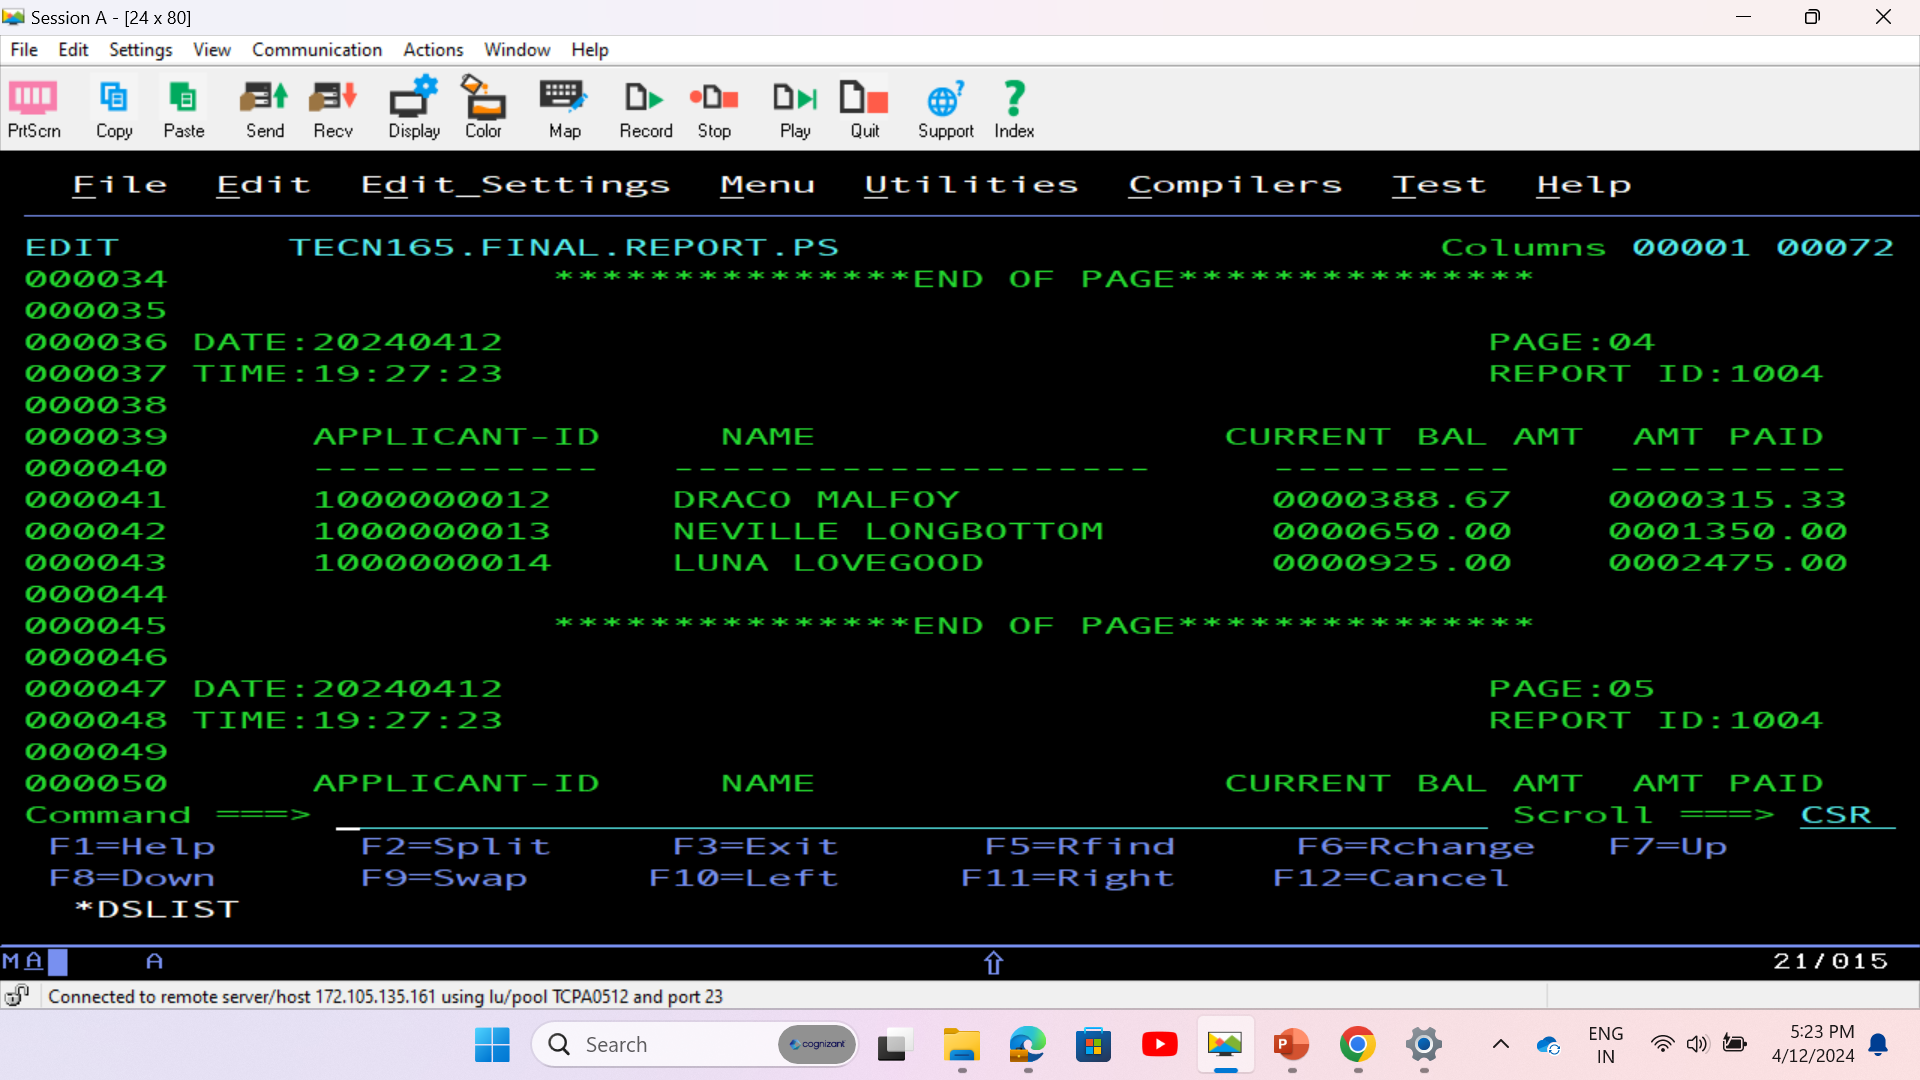 Session A - [24 x 80]
File Edit Settings View Communication Actions Window Help
PrtScrn Copy Paste Send Recv Display Color Map Record Stop Play Quit Support Index
File Edit Edit_Settings Menu Utilities Compilers Test Help
EDIT TECN165.FINAL.REPORT.PS Columns 00001 00072
000034 ***************END OF PAGE***************
000035
000036 DATE:20240412 PAGE:04
000037 TIME:19:27:23 REPORT ID:1004
000038
000039 APPLICANT-ID NAME CURRENT BAL AMT AMT PAID
000040 ------------ -------------------- ---------- ----------
000041 1000000012 DRACO MALFOY 0000388.67 0000315.33
000042 1000000013 NEVILLE LONGBOTTOM 0000650.00 0001350.00
000043 1000000014 LUNA LOVEGOOD 0000925.00 0002475.00
000044
000045 ***************END OF PAGE***************
000046
000047 DATE:20240412 PAGE:05
000048 TIME:19:27:23 REPORT ID:1004
000049
000050 APPLICANT-ID NAME CURRENT BAL AMT AMT PAID
Command ===> Scroll ===> CSR
F1=Help F2=Split F3=Exit F5=Rfind F6=Rchange F7=Up
F8=Down F9=Swap F10=Left F11=Right F12=Cancel
*DSLIST
MA A 21/015
Connected to remote server/host 172.105.135.161 using lu/pool TCPA0512 and port 23
Search cognizant ENG 5:23 PM
IN 4/12/2024